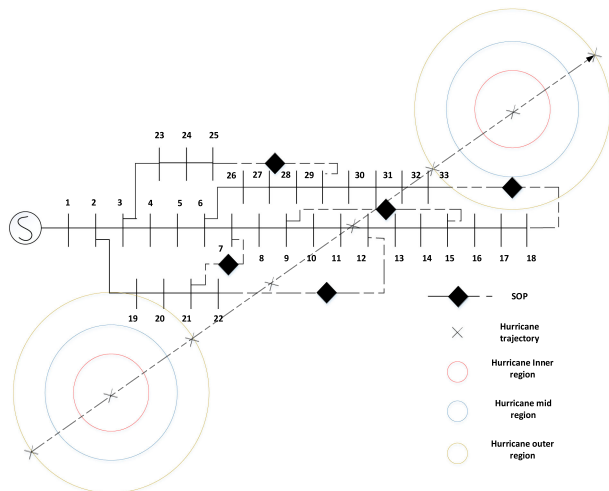 23 24 25
26 27 28 29 30 31 32 33
1 2 3 4 5 6
S
7 8 9 10 11 12 13 14 15 16 17 18
19 20 21 22
SOP
Hurricane
trajectory
Hurricane Inner
region
Hurricane mid
region
Hurricane outer
region